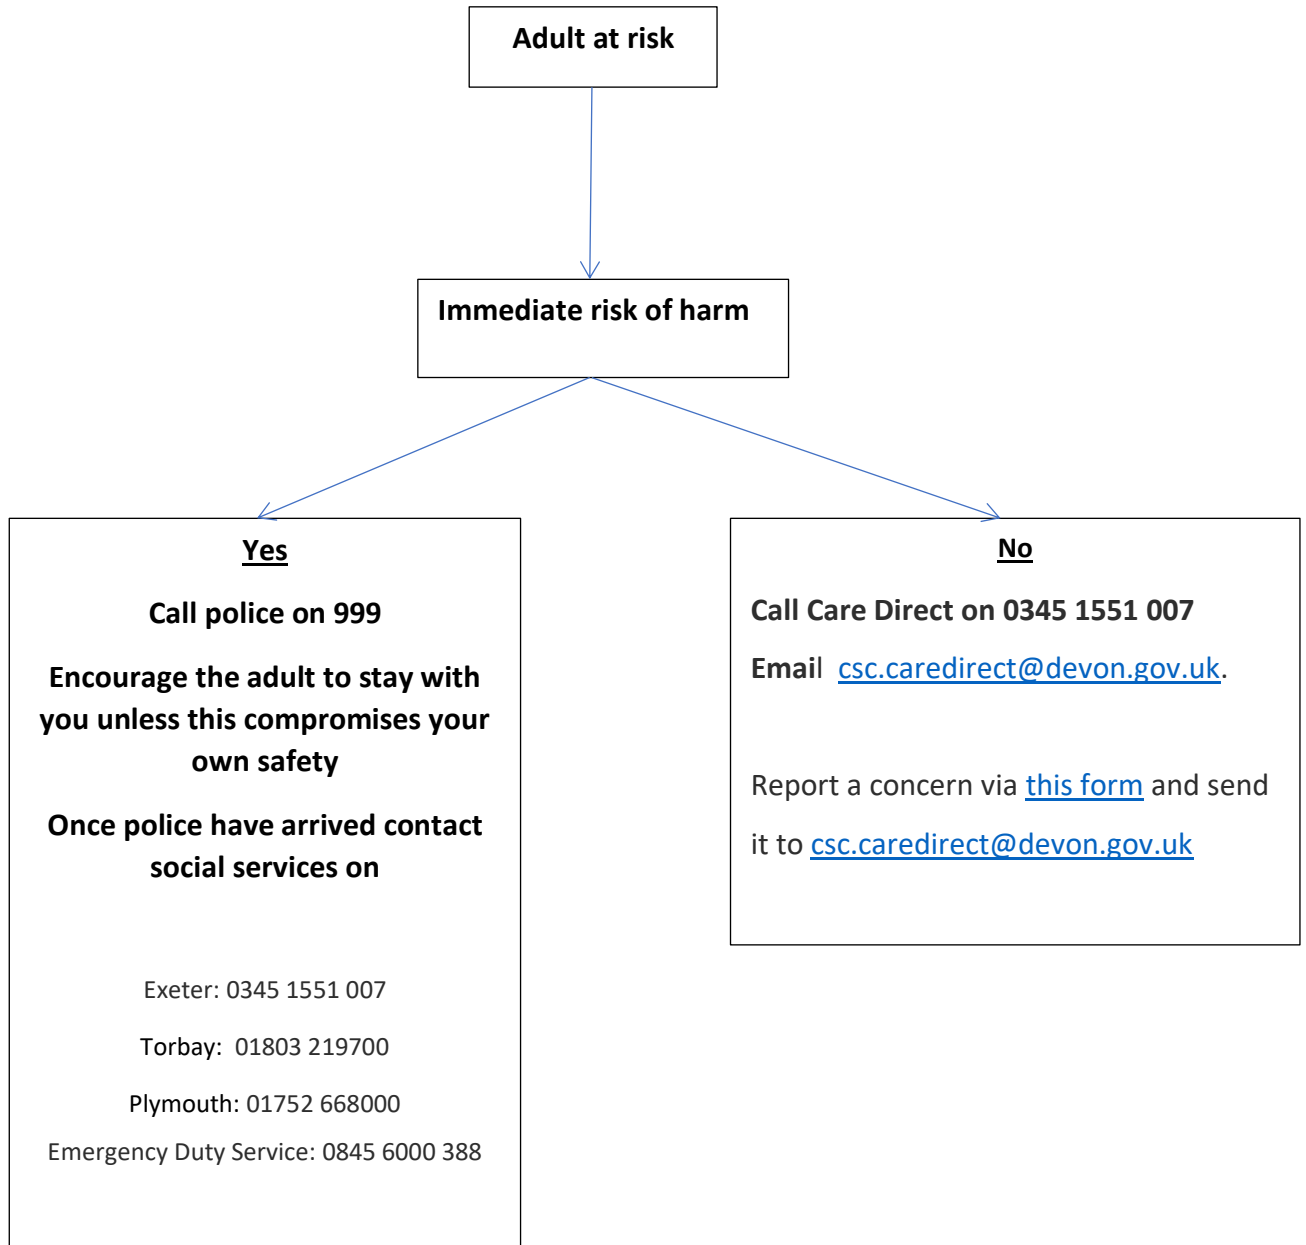 Adult at risk
Immediate risk of harm
Yes
Call police on 999
Encourage the adult to stay with
you unless this compromises your
own safety
Once police have arrived contact
social services on
Exeter: 0345 1551 007
Torbay:  01803 219700
Plymouth: 01752 668000
Emergency Duty Service: 0845 6000 388
No
Call Care Direct on 0345 1551 007
Email  csc.caredirect@devon.gov.uk.
Report a concern via this form and send
it to csc.caredirect@devon.gov.uk